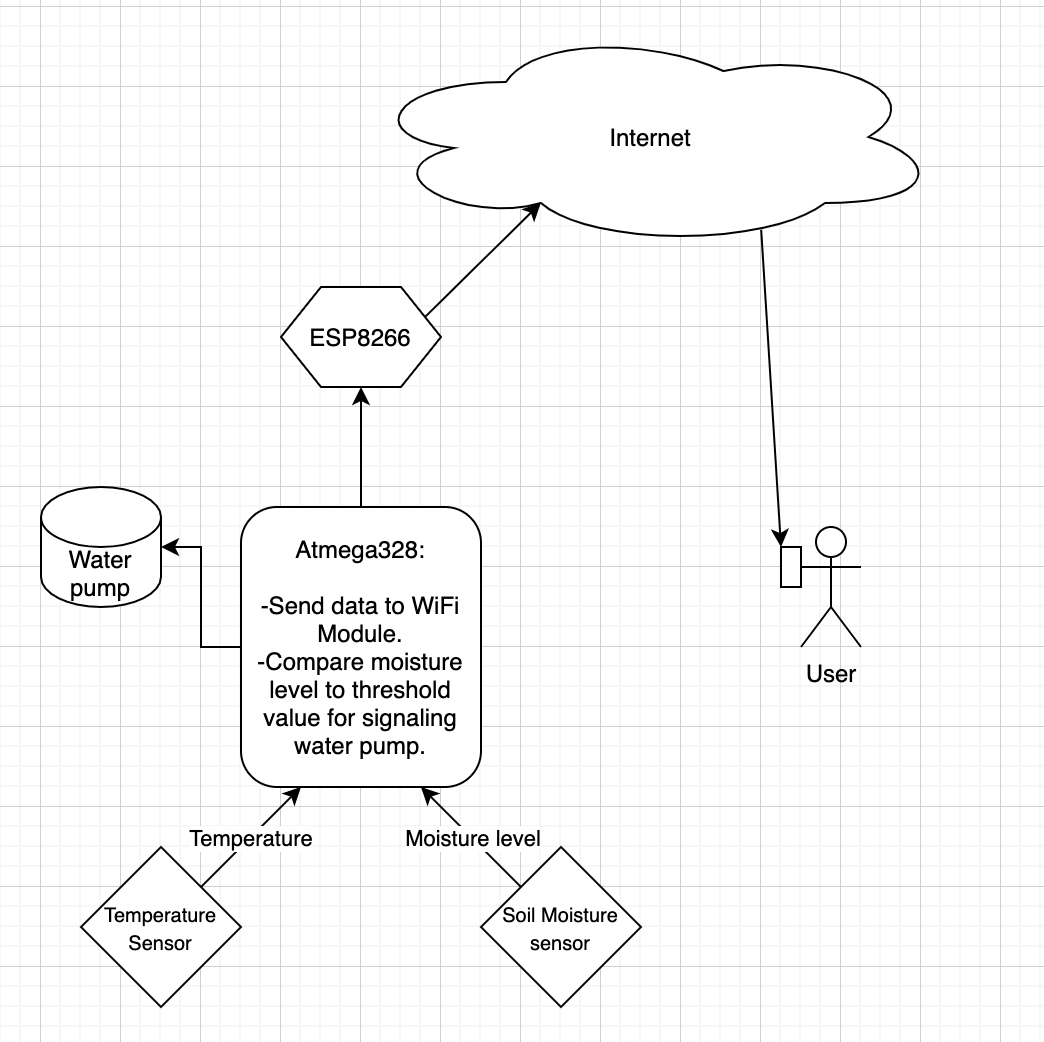 Internet
ESP8266
Water
pump
Atmega328:
-Send data to WiFi
Module.
-Compare moisture
level to threshold
value for signaling
water pump.
User
Temperature
Moisture level
Temperature
Sensor
Soil Moisture
sensor